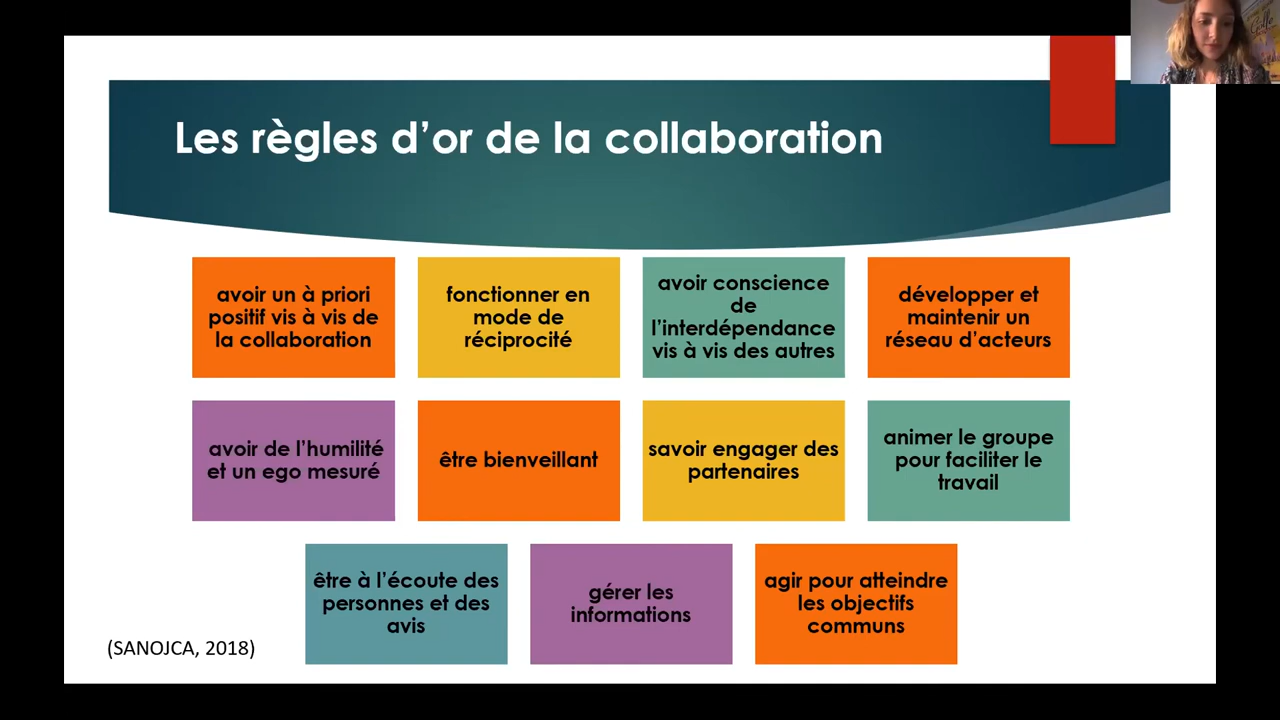 Les règles d’or de la collaboration
avoir un à priori
positif vis à vis de
la collaboration
fonctionner en
mode de
réciprocité
avoir conscience
de
l’interdépendance
vis à vis des autres
développer et
maintenir un
réseau d’acteurs
avoir de l’humilité
et un ego mesuré
être bienveillant
savoir engager des
partenaires
animer le groupe
pour faciliter le
travail
être à l’écoute des
personnes et des
avis
gérer les
informations
agir pour atteindre
les objectifs
communs
(SANOJCA, 2018)